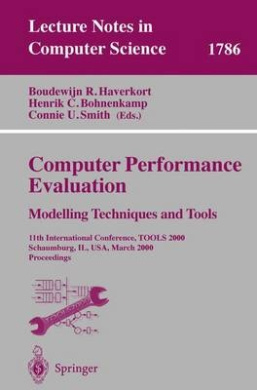 Lecture Notes in
Computer Science 1786
Boudewijn R. Haverkort
Henrik C. Bohnenkamp
Connie U. Smith (Eds.)
Computer Performance
Evaluation
Modelling Techniques and Tools
11th International Conference, TOOLS 2000
Schaumburg, IL, USA, March 2000
Proceedings
Springer